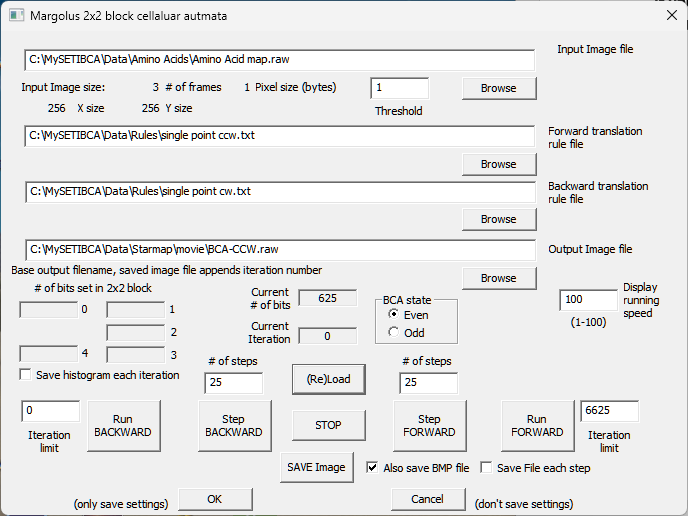 Margolus 2x2 block cellaluar autmata
C:\MySETIBCA\Data\Amino Acids\Amino Acid map.raw
Input Image file
Input Image size:
3 # of frames
1 Pixel size (bytes)
1
Browse
256 X size
256 Y size
Threshold
C:\MySETIBCA\Data\Rules\single point ccw.txt
Forward translation
rule file
Browse
C:\MySETIBCA\Data\Rules\single point cw.txt
Backward translation
rule file
Browse
C:\MySETIBCA\Data\Starmap\movie\BCA-CCW.raw
Output Image file
Base output filename, saved image file appends iteration number
Browse
# of bits set in 2x2 block
0
1
2
4
3
Current
# of bits
625
Current
Iteration
0
BCA state
Even
Odd
100
(1-100)
Display
running
speed
Save histogram each iteration
# of steps
25
(Re)Load
# of steps
25
0
Iteration
limit
Run
BACKWARD
Step
BACKWARD
STOP
Step
FORWARD
Run
FORWARD
6625
Iteration
limit
SAVE Image
Also save BMP file
Save File each step
(only save settings)
OK
Cancel
(don't save settings)